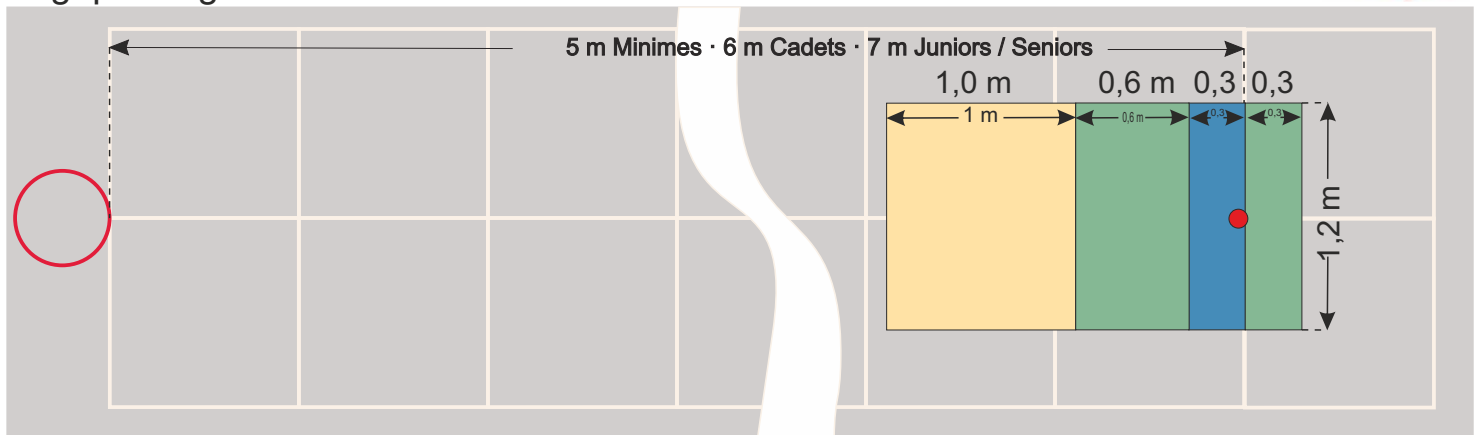 5 m Minimes · 6 m Cadets · 7 m Juniors / Seniors
1,0 m 0,6 m 0,3 0,3
1 m 0,6 m 0,3 0,3
1,2 m